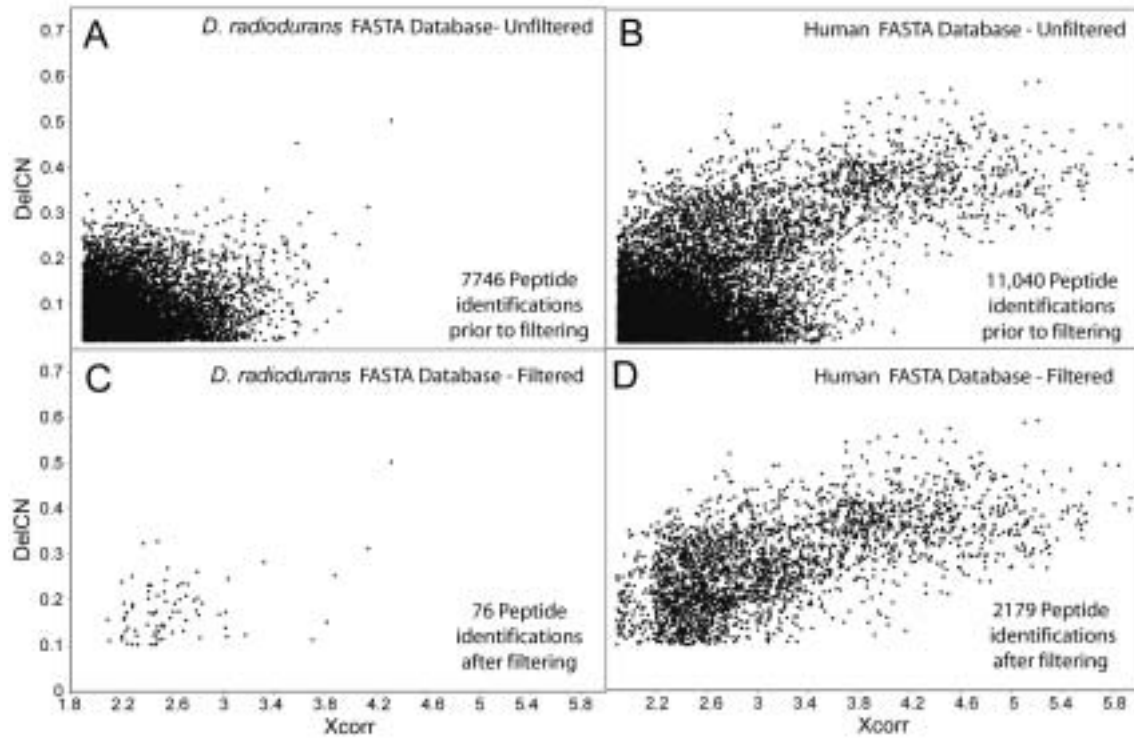 A
D. radiodurans FASTA Database- Unfiltered
0.7
0.6
0.5
0.4
0.3
0.2
0.1
DelCN
7746 Peptide
identifications
prior to filtering
B
Human FASTA Database - Unfiltered
11,040 Peptide
identifications
prior to filtering
C
D. radiodurans FASTA Database - Filtered
0.7
0.6
0.5
0.4
0.3
0.2
0.1
0
DelCN
76 Peptide
identifications
after filtering
1.8 2.2 2.6 3 3.4 3.8 4.2 4.6 5 5.4 5.8
Xcorr
D
Human FASTA Database - Filtered
2179 Peptide
identifications
after filtering
2.2 2.6 3 3.4 3.8 4.2 4.6 5 5.4 5.8
Xcorr